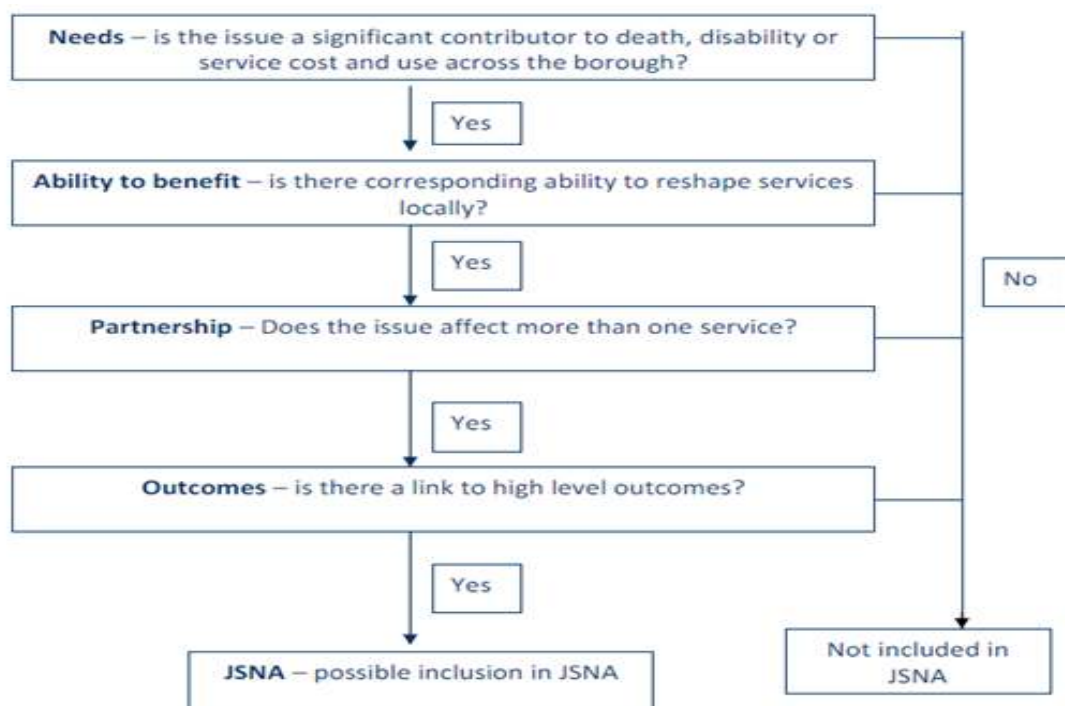 Needs – is the issue a significant contributor to death, disability or
service cost and use across the borough?
Yes
Ability to benefit – is there corresponding ability to reshape services
locally?
Yes
No
Partnership – Does the issue affect more than one service?
Yes
Outcomes – is there a link to high level outcomes?
Yes
Not included in
JSNA
JSNA – possible inclusion in JSNA